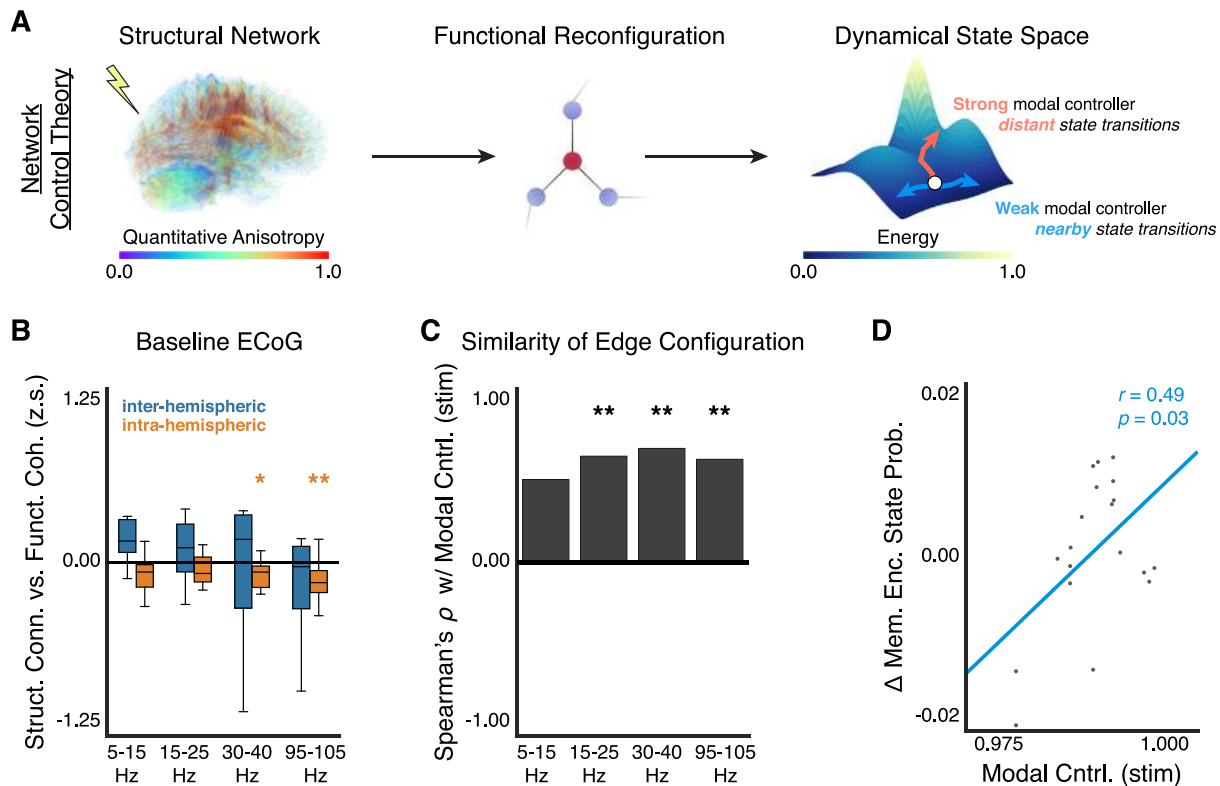 A
Structural Network
Functional Reconfiguration
Dynamical State Space
Network
Control Theory
Strong modal controller
distant state transitions
Weak modal controller
nearby state transitions
Quantitative Anisotropy
0.0
1.0
Energy
0.0
1.0
B
Baseline ECoG
Struct. Conn. vs. Funct. Coh. (z.s.)
1.25
0.00
-1.25
inter-hemispheric
intra-hemispheric
*
**
5-15
Hz
15-25
Hz
30-40
Hz
95-105
Hz
C
Similarity of Edge Configuration
Spearman's ρ w/ Modal Cntrl. (stim)
1.00
0.00
-1.00
**
**
**
5-15
Hz
15-25
Hz
30-40
Hz
95-105
Hz
D
Δ Mem. Enc. State Prob.
0.02
0.00
-0.02
r = 0.49
p = 0.03
0.975
1.000
Modal Cntrl. (stim)